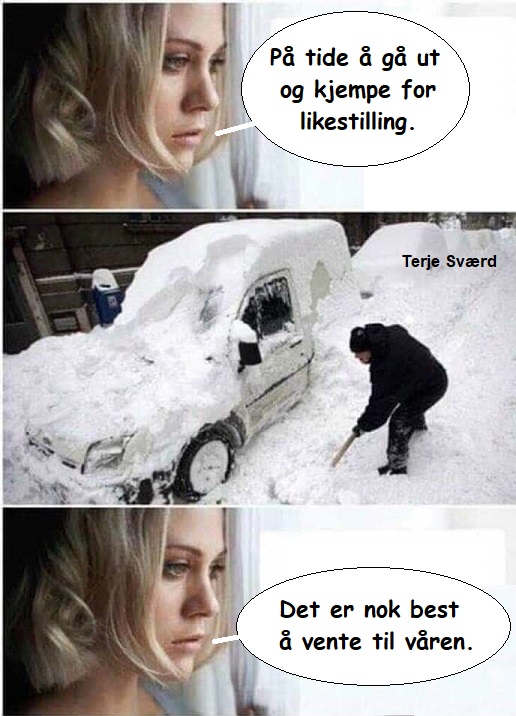 På tide å gå ut
og kjempe for
likestilling.
Terje Sværd
Det er nok best
å vente til våren.